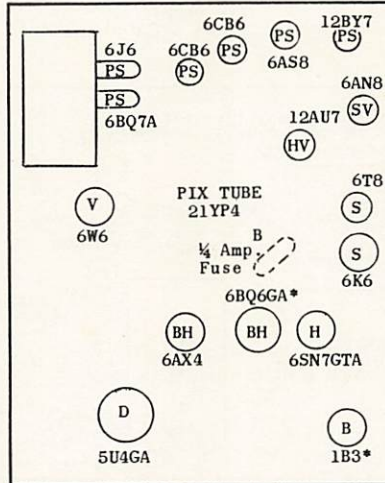 6J6
6CB6
6CB6
12BY7
PS
PS
PS
PS
PS
6AS8
PS
6BQ7A
6AN8
SV
12AU7
HV
6T8
V
6W6
PIX TUBE
21YP4
S
B
¼ Amp.
Fuse
S
6K6
6BQ6GA*
BH
BH
H
6AX4
6SN7GTA
D
5U4GA
B
1B3*